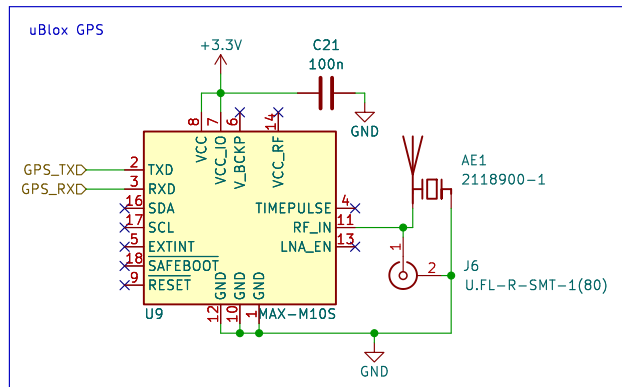 uBlox GPS
+3.3V
C21
100n
GND
8
7
6
14
VCC
VCC_IO
V_BCKP
VCC_RF
AE1
2118900-1
GPS_TX
2
TXD
GPS_RX
3
RXD
16
SDA
TIMEPULSE
4
17
SCL
RF_IN
11
5
EXTINT
LNA_EN
13
1
18
SAFEBOOT
2
J6
9
RESET
U.FL-R-SMT-1(80)
GND
GND
GND
U9
12
10
1
MAX-M10S
GND